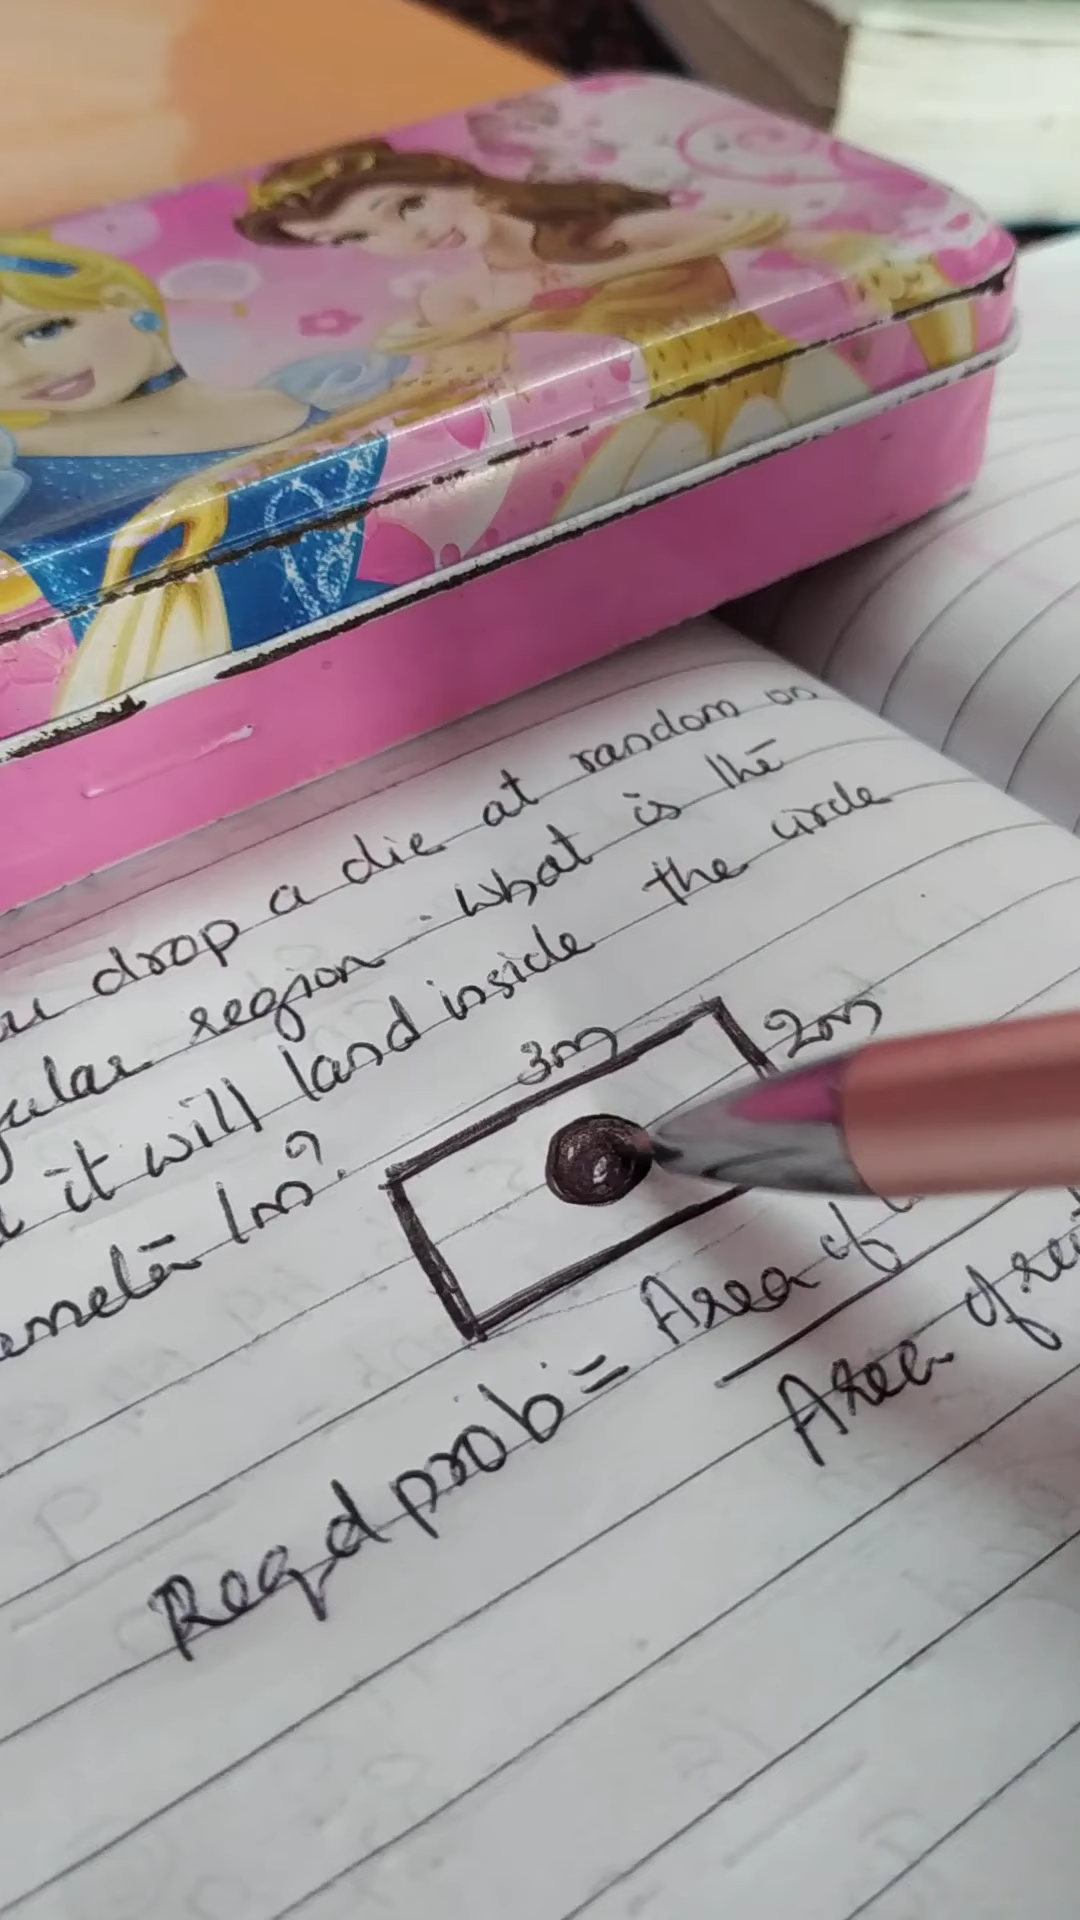 drop a die at random on
region. What is the
it will land inside the circle
1m?
3m
2m
Reqd prob = Area of
Area of